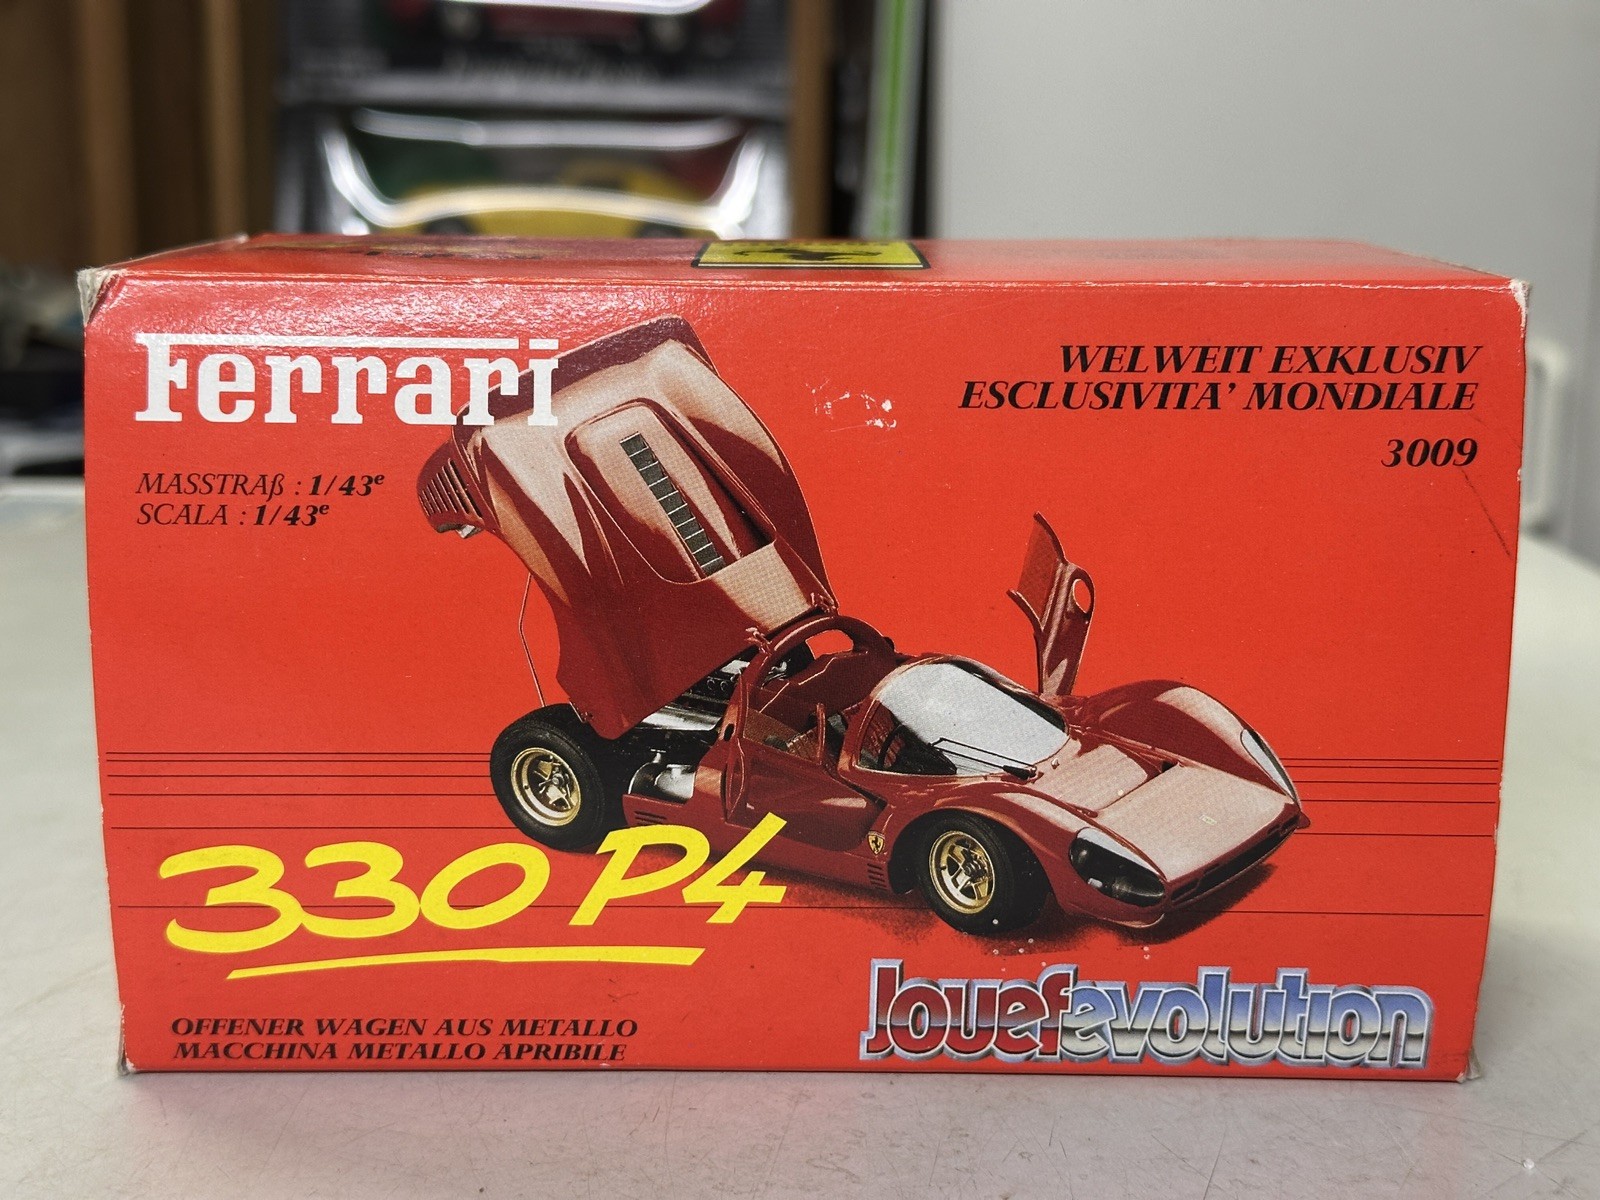 Ferrari
MASSTRAß : 1/43e
SCALA : 1/43e
WELWEIT EXKLUSIV
ESCLUSIVITA' MONDIALE
3009
330 P4
OFFENER WAGEN AUS METALLO
MACCHINA METALLO APRIBILE
Jouefevolution